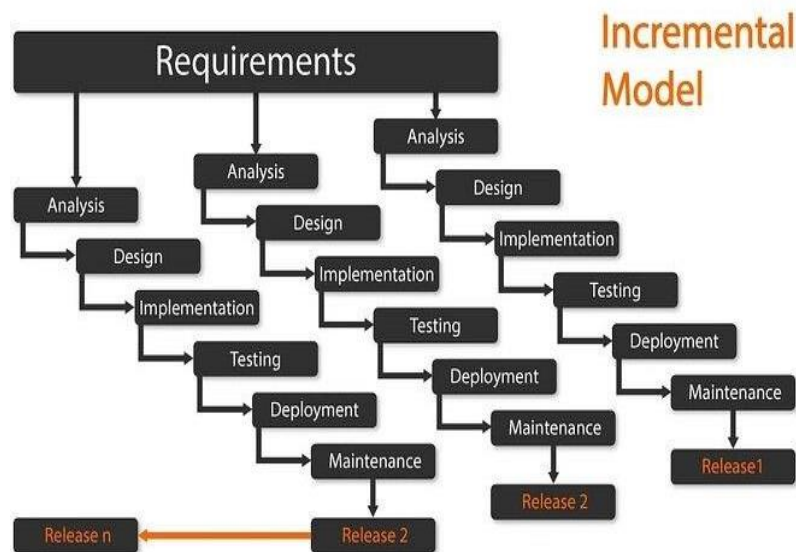 Incremental
Model
Requirements
Analysis
Design
Implementation
Testing
Deployment
Maintenance
Release 2
Release n
Analysis
Design
Implementation
Testing
Deployment
Maintenance
Release 2
Analysis
Design
Implementation
Testing
Deployment
Maintenance
Release1